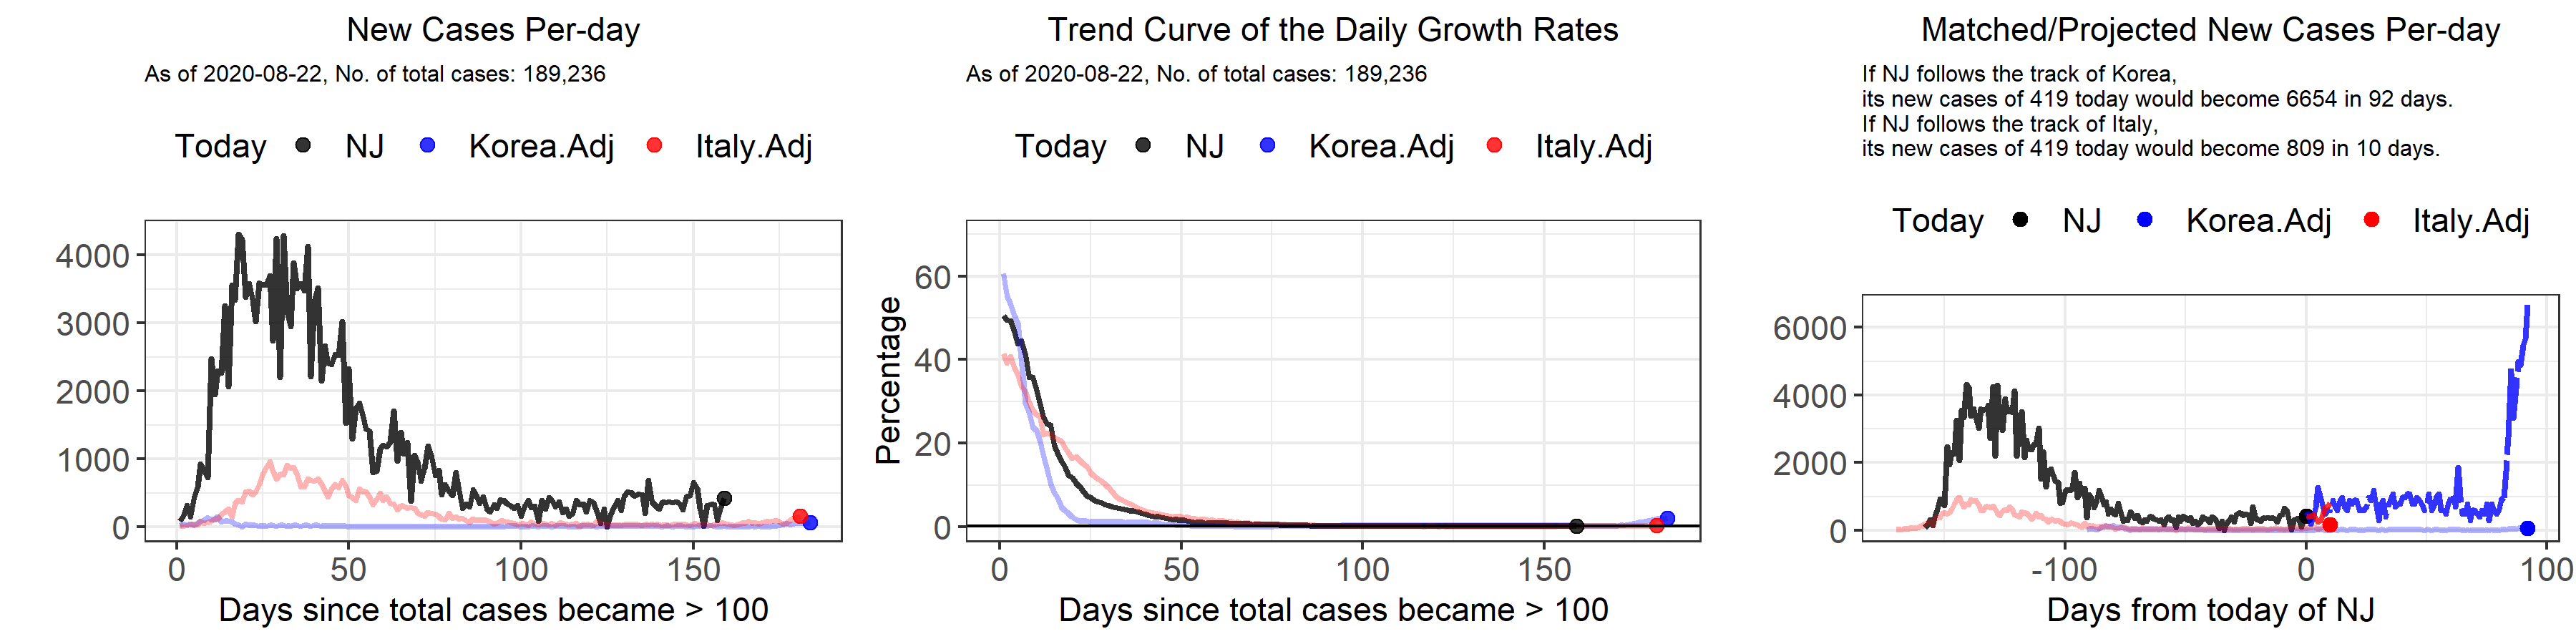 New Cases Per-day
As of 2020-08-22, No. of total cases: 189,236
Today NJ Korea.Adj Italy.Adj
4000
3000
2000
1000
0
0 50 100 150
Days since total cases became > 100
Trend Curve of the Daily Growth Rates
As of 2020-08-22, No. of total cases: 189,236
Today NJ Korea.Adj Italy.Adj
Percentage
60
40
20
0
0 50 100 150
Days since total cases became > 100
Matched/Projected New Cases Per-day
If NJ follows the track of Korea,
its new cases of 419 today would become 6654 in 92 days.
If NJ follows the track of Italy,
its new cases of 419 today would become 809 in 10 days.
Today NJ Korea.Adj Italy.Adj
6000
4000
2000
0
-100 0 100
Days from today of NJ